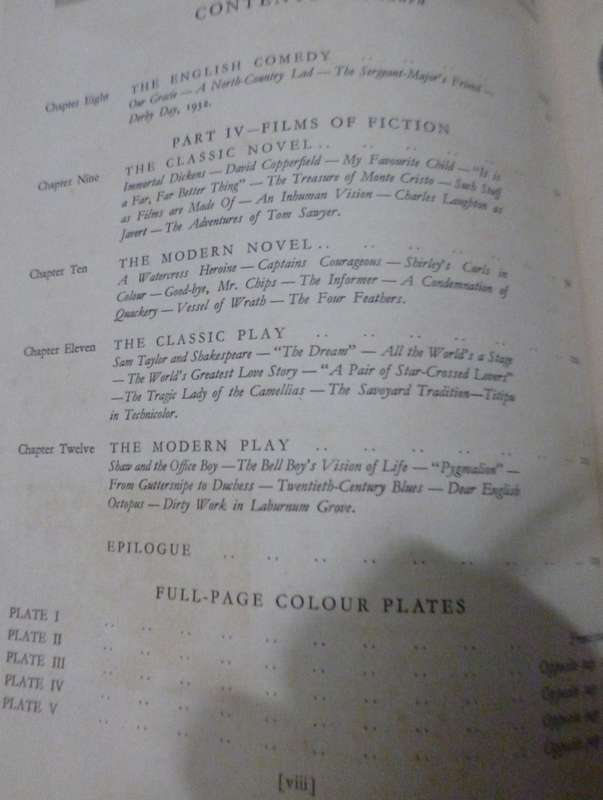 CONTENTS
Chapter Eight THE ENGLISH COMEDY .. .. .. ..
Our Gracie — A North-Country Lad — The Sergeant-Major's Friend —
Derby Day, 1932.
PART IV—FILMS OF FICTION
Chapter Nine THE CLASSIC NOVEL .. .. .. .. ..
Immortal Dickens — David Copperfield — My Favourite Child — "It is
a Far, Far Better Thing" — The Treasure of Monte Cristo — Such Stuff
as Films are Made Of — An Inhuman Vision — Charles Laughton as
Javert — The Adventures of Tom Sawyer.
Chapter Ten THE MODERN NOVEL .. .. .. .. ..
A Watercress Heroine — Captains Courageous — Shirley's Curls in
Colour — Good-bye, Mr. Chips — The Informer — A Condemnation of
Quackery — Vessel of Wrath — The Four Feathers.
Chapter Eleven THE CLASSIC PLAY .. .. .. .. ..
Sam Taylor and Shakespeare — "The Dream" — All the World's a Stage
— The World's Greatest Love Story — "A Pair of Star-Crossed Lovers"
— The Tragic Lady of the Camellias — The Savoyard Tradition — Titipu
in Technicolor.
Chapter Twelve THE MODERN PLAY .. .. .. .. ..
Shaw and the Office Boy — The Bell Boy's Vision of Life — "Pygmalion" —
From Guttersnipe to Duchess — Twentieth-Century Blues — Dear English
Octopus — Dirty Work in Laburnum Grove.
EPILOGUE .. .. .. .. .. .. ..
FULL-PAGE COLOUR PLATES
PLATE I .. .. .. .. .. .. .. .. ..
PLATE II .. .. .. .. .. .. .. .. .. Opposite
PLATE III .. .. .. .. .. .. .. .. .. Opposite
PLATE IV .. .. .. .. .. .. .. .. .. Opposite
PLATE V .. .. .. .. .. .. .. .. .. Opposite
[viii]